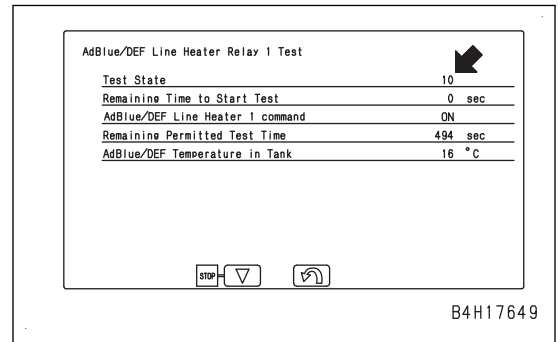 AdBlue/DEF Line Heater Relay 1 Test
Test State 10
Remaining Time to Start Test 0 sec
AdBlue/DEF Line Heater 1 command ON
Remaining Permitted Test Time 494 sec
AdBlue/DEF Temperature in Tank 16 °C
STOP
B4H17649